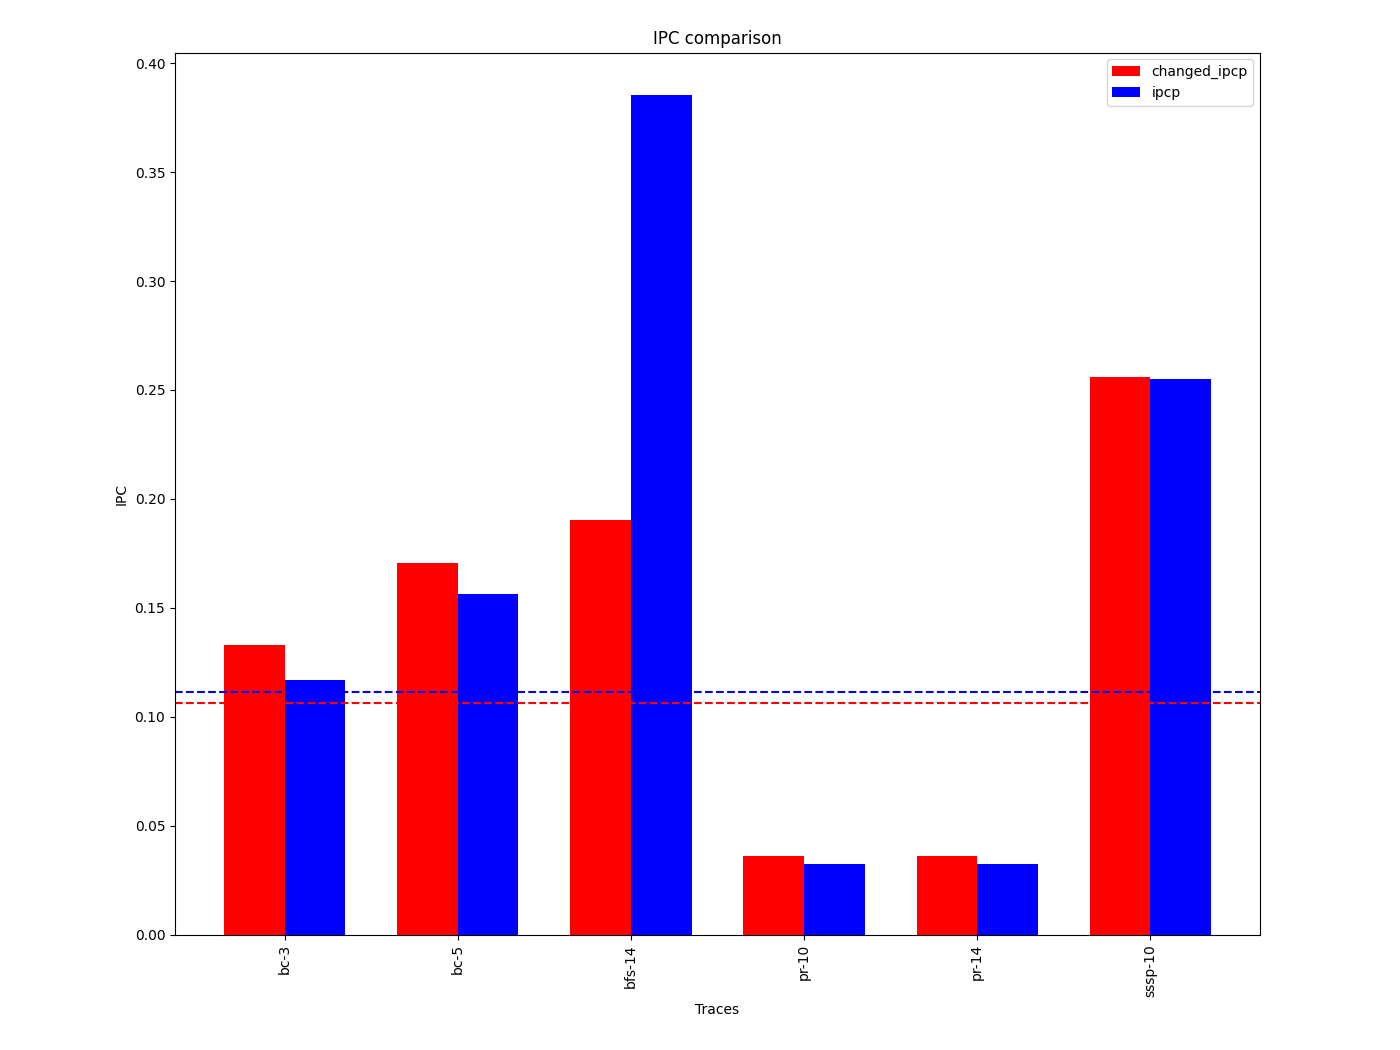 IPC comparison
changed_ipcp
ipcp
0.40
0.35
0.30
0.25
0.20
0.15
0.10
0.05
0.00
IPC
bc-3
bc-5
bfs-14
pr-10
pr-14
sssp-10
Traces